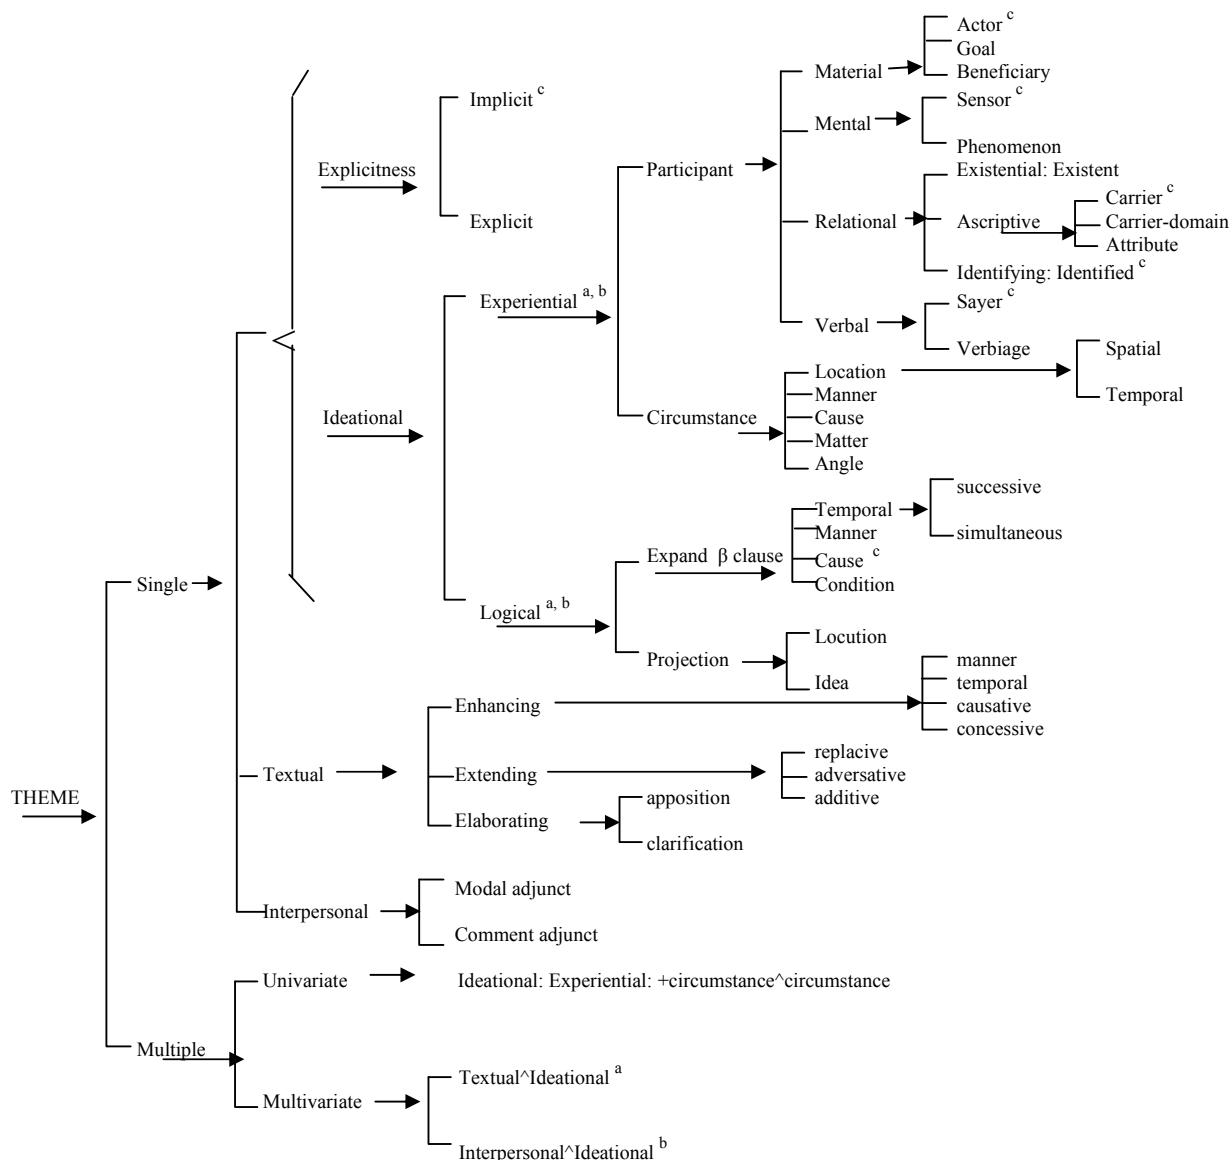 Actor c
Goal
Material
Beneficiary
Implicit c
Sensor c
Mental
Phenomenon
Explicitness
Participant
Existential: Existent
Carrier c
Explicit
Relational
Ascriptive
Carrier-domain
Attribute
Identifying: Identified c
Experiential a, b
Sayer c
Verbal
Verbiage
Spatial
Location
Manner
Temporal
Ideational
Circumstance
Cause
Matter
Angle
successive
Temporal
Manner
simultaneous
Expand β clause
Cause c
Condition
Single
Logical a, b
Locution
Projection
Idea
manner
temporal
Enhancing
causative
concessive
replacive
Textual
Extending
adversative
additive
THEME
apposition
Elaborating
clarification
Modal adjunct
Interpersonal
Comment adjunct
Univariate
Ideational: Experiential: +circumstance^circumstance
Multiple
Textual^Ideational a
Multivariate
Interpersonal^Ideational b